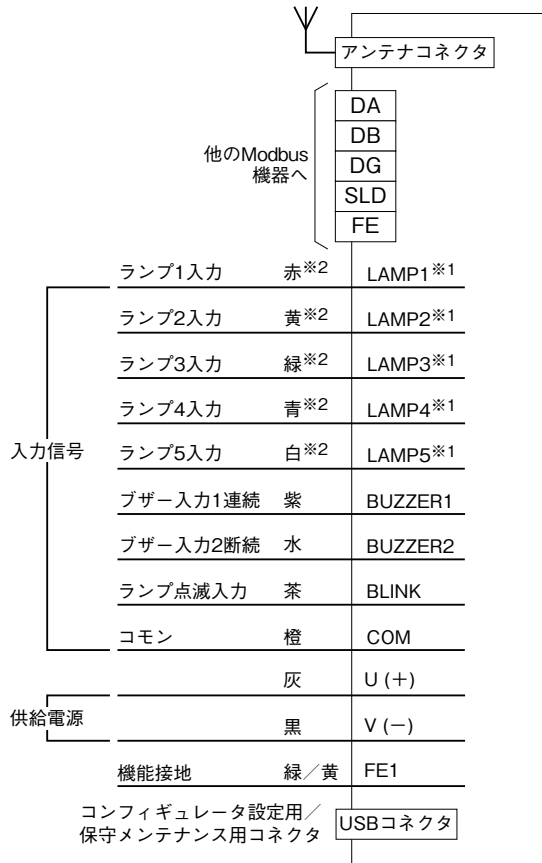 アンテナコネクタ
DA
DB
DG
SLD
FE
他のModbus
機器へ
ランプ1入力 赤※2 LAMP1※1
ランプ2入力 黄※2 LAMP2※1
ランプ3入力 緑※2 LAMP3※1
ランプ4入力 青※2 LAMP4※1
入力信号
ランプ5入力 白※2 LAMP5※1
ブザー入力1連続 紫 BUZZER1
ブザー入力2断続 水 BUZZER2
ランプ点滅入力 茶 BLINK
コモン 橙 COM
灰 U (+)
供給電源
黒 V (−)
機能接地 緑/黄 FE1
コンフィギュレータ設定用/
保守メンテナンス用コネクタ
USBコネクタ